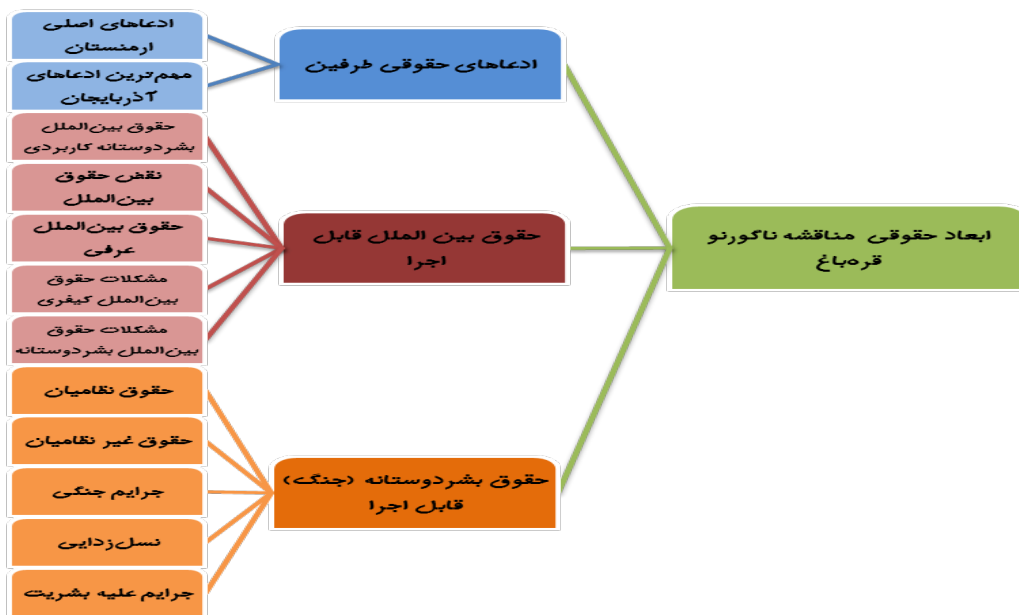 ابعاد حقوقی مناقشه ناگورنو
قره‌باغ
ادعاهای حقوقی طرفین
ادعاهای اصلی
ارمنستان
مهم‌ترین ادعاهای
آذربایجان
حقوق بین الملل قابل
اجرا
حقوق بین‌الملل
بشردوستانه کاربردی
نقض حقوق
بین‌الملل
حقوق بین‌الملل
عرفی
مشکلات حقوق
بین‌الملل کیفری
مشکلات حقوق
بین‌الملل بشردوستانه
حقوق بشردوستانه (جنگ)
قابل اجرا
حقوق نظامیان
حقوق غیر نظامیان
جرایم جنگی
نسل‌زدایی
جرایم علیه بشریت